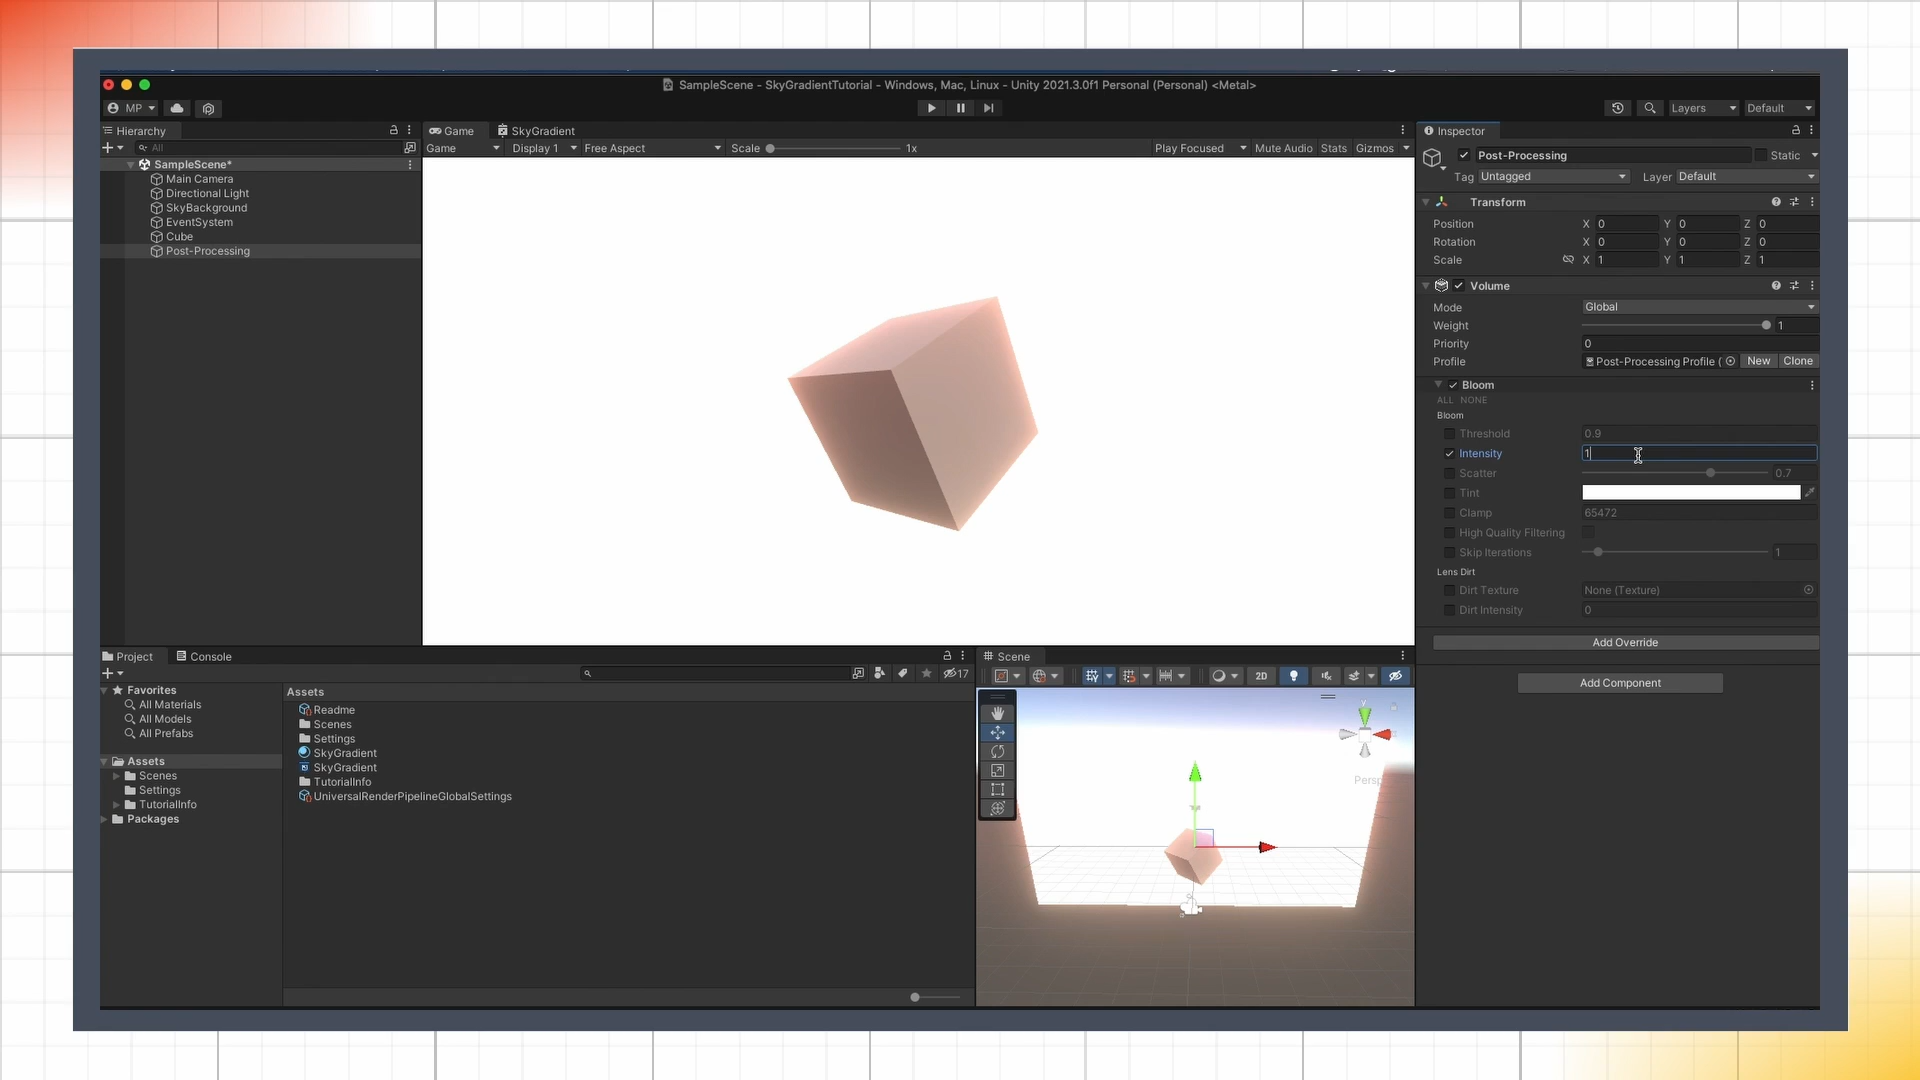 SampleScene - SkyGradientTutorial - Windows, Mac, Linux - Unity 2021.3.0f1 Personal (Personal) <Metal>
MP
Layers
Default
Hierarchy
All
SampleScene*
Main Camera
Directional Light
SkyBackground
EventSystem
Cube
Post-Processing
Game
SkyGradient
Game
Display 1
Free Aspect
Scale
1x
Play Focused
Mute Audio
Stats
Gizmos
Inspector
Post-Processing
Static
Tag
Untagged
Layer
Default
Transform
Position
X 0
Y 0
Z 0
Rotation
X 0
Y 0
Z 0
Scale
X 1
Y 1
Z 1
Volume
Mode
Global
Weight
1
Priority
0
Profile
Post-Processing Profile (
New
Clone
Bloom
ALL
NONE
Bloom
Threshold
0.9
Intensity
1
Scatter
0.7
Tint
Clamp
65472
High Quality Filtering
Skip Iterations
1
Lens Dirt
Dirt Texture
None (Texture)
Dirt Intensity
0
Add Override
Add Component
Project
Console
17
Favorites
All Materials
All Models
All Prefabs
Assets
Scenes
Settings
TutorialInfo
Packages
Assets
Readme
Scenes
Settings
SkyGradient
SkyGradient
TutorialInfo
UniversalRenderPipelineGlobalSettings
Scene
2D
Persp